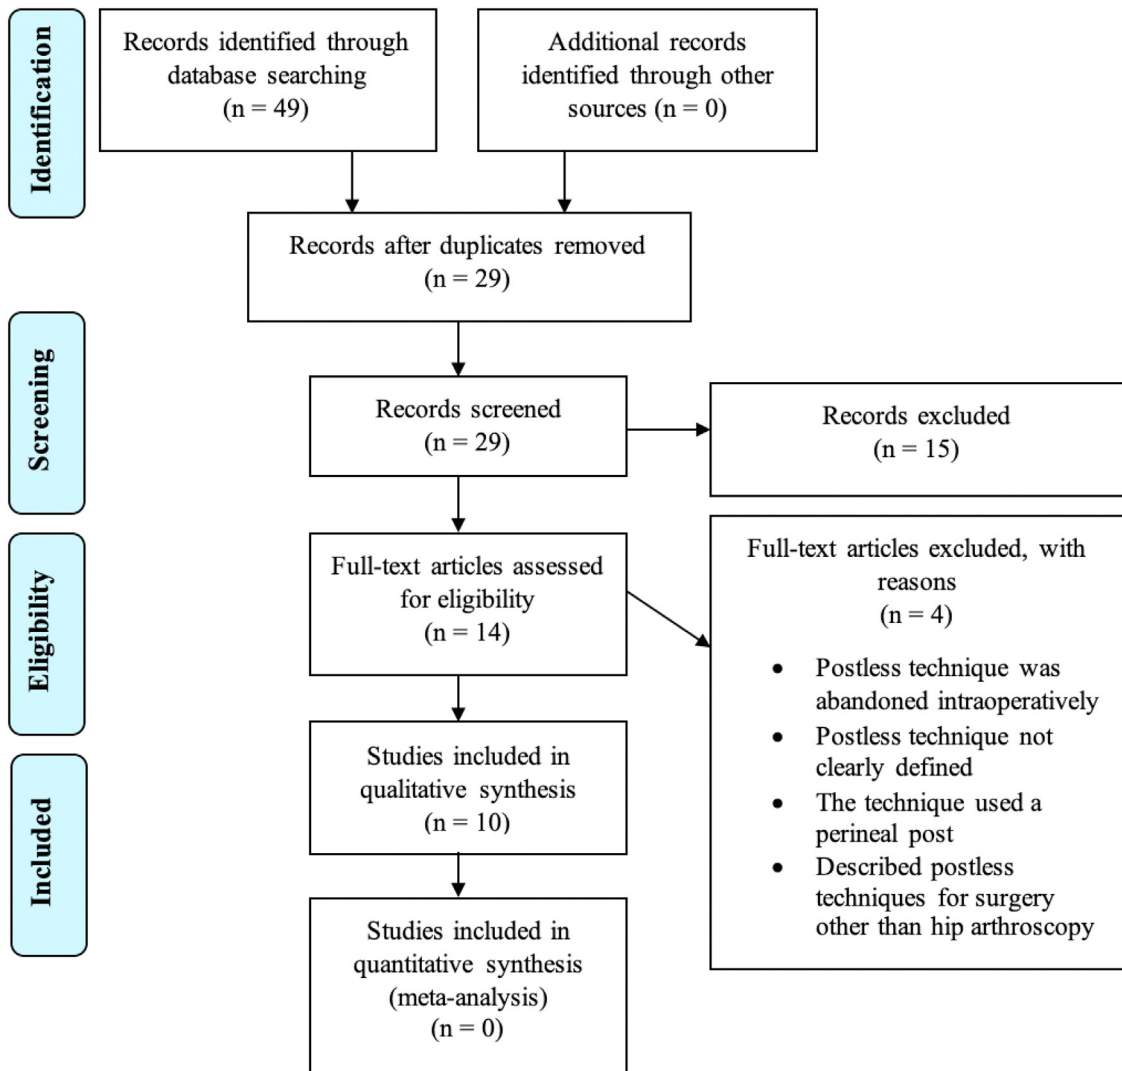 Identification
Records identified through
database searching
(n = 49)
Additional records
identified through other
sources (n = 0)
Records after duplicates removed
(n = 29)
Screening
Records screened
(n = 29)
Records excluded
(n = 15)
Eligibility
Full-text articles assessed
for eligibility
(n = 14)
Full-text articles excluded, with
reasons
(n = 4)
• Postless technique was
abandoned intraoperatively
• Postless technique not
clearly defined
• The technique used a
perineal post
• Described postless
techniques for surgery
other than hip arthroscopy
Included
Studies included in
qualitative synthesis
(n = 10)
Studies included in
quantitative synthesis
(meta-analysis)
(n = 0)